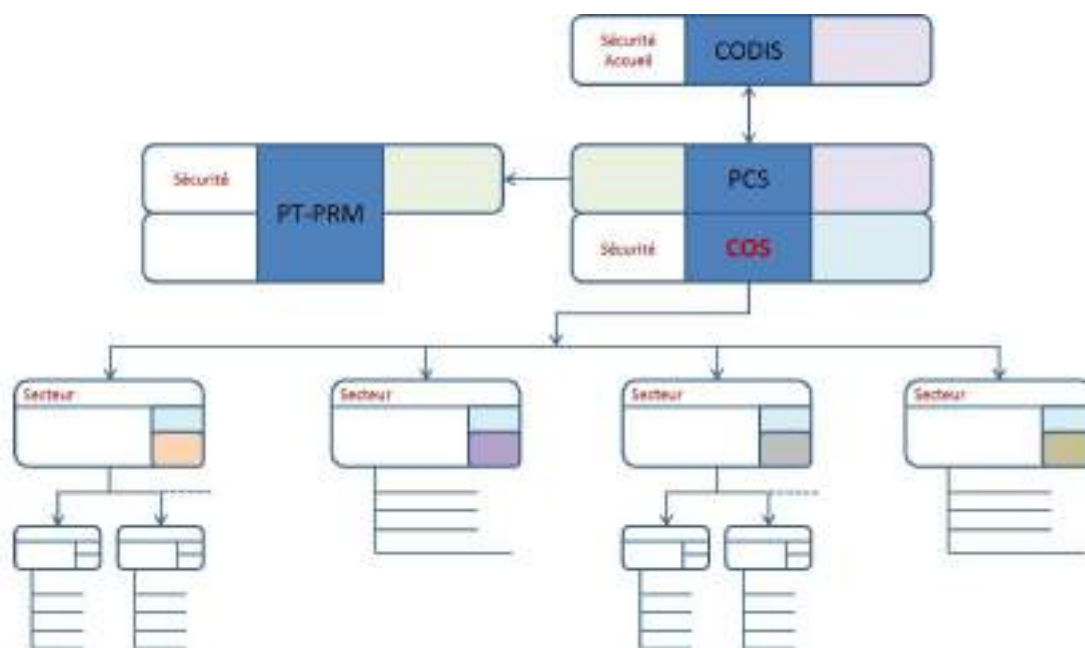 Sécurité
Accueil
CODIS
Sécurité
PT-PRM
PCS
Sécurité
COS
Secteur
Secteur
Secteur
Secteur